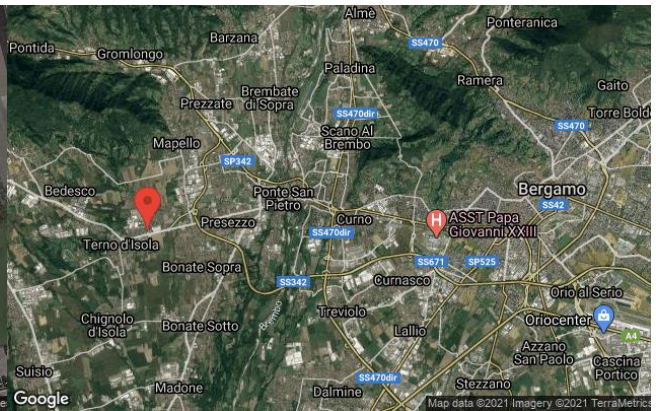 Almè
Ponteranica
Pontida
Barzana
Gromlongo
SS470
Paladina
Ramera
Gaito
Brembate
di Sopra
Prezzate
SS470dir
Torre Bold
SS470
Scano Al
Brembo
Mapello
SP342
Bedesco
Ponte San
Pietro
Bergamo
SS42
Presezzo
Curno
H
ASST Papa
Giovanni XXIII
SS470dir
Terno d'Isola
Bonate Sopra
SS671
SP525
SS342
Curnasco
Orio al Serio
Treviolo
Chignolo
d'Isola
Bonate Sotto
Lallio
Oriocenter
A4
Azzano
San Paolo
Cascina
Portico
Suisio
Madone
SS470dir
Stezzano
Dalmine
Google
Map data ©2021 Imagery ©2021 TerraMetrics